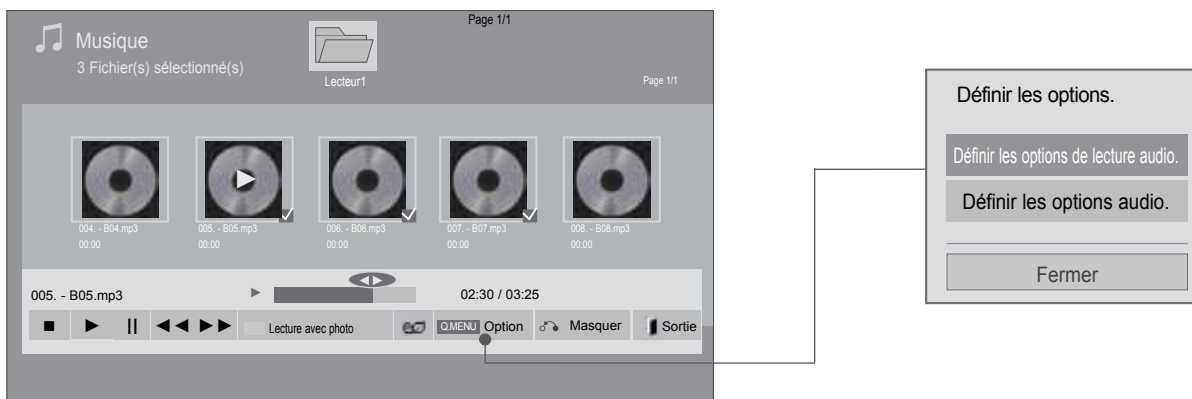 Page 1/1
Musique
3 Fichier(s) sélectionné(s)
Lecteur1
Page 1/1
004. - B04.mp3
00:00
005. - B05.mp3
00:00
006. - B06.mp3
00:00
007. - B07.mp3
00:00
008. - B08.mp3
00:00
005. - B05.mp3
02:30 / 03:25
Lecture avec photo
Q.MENU Option
Masquer
Sortie
Définir les options.
Définir les options de lecture audio.
Définir les options audio.
Fermer